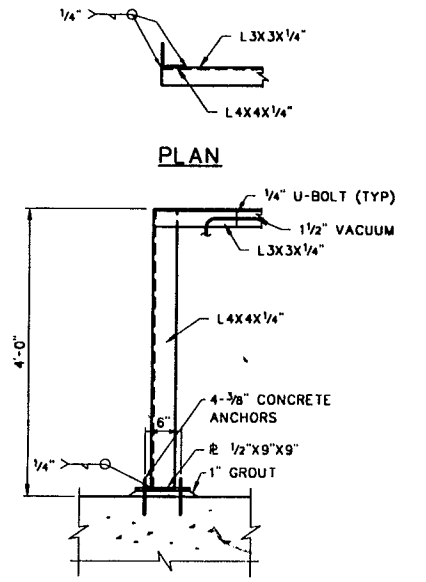 1/4"
L3X3X1/4"
L4X4X1/4"
PLAN
1/4" U-BOLT (TYP)
1 1/2" VACUUM
L3X3X1/4"
L4X4X1/4"
4'-0"
4-3/8" CONCRETE
ANCHORS
6"
PL 1/2"X9"X9"
1/4"
1" GROUT